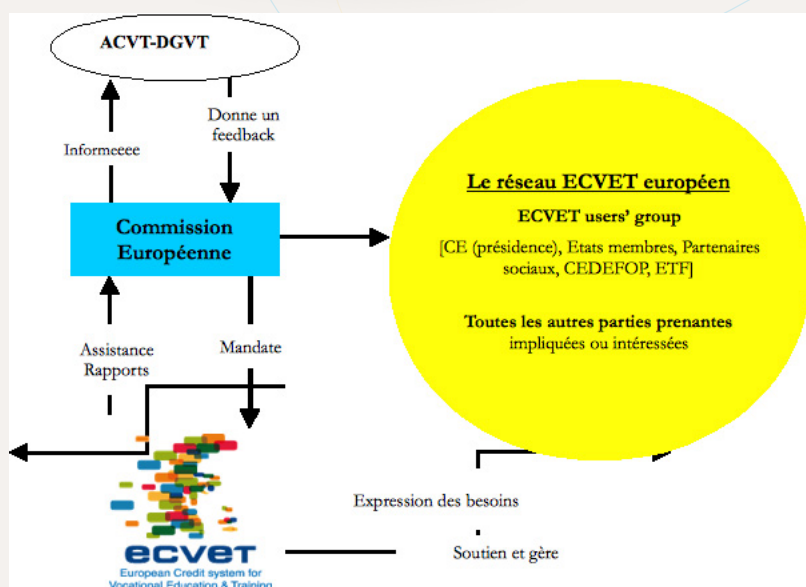 ACVT-DGVT
Donne un
feedback
Informeeee
Commission
Européenne
Le réseau ECVET européen
ECVET users' group
[CE (présidence), Etats membres, Partenaires
sociaux, CEDEFOP, ETF]
Toutes les autres parties prenantes
impliquées ou intéressées
Assistance
Rapports
Mandate
Expression des besoins
Soutien et gère
ecvet
European Credit system for
Vocational Education & Training